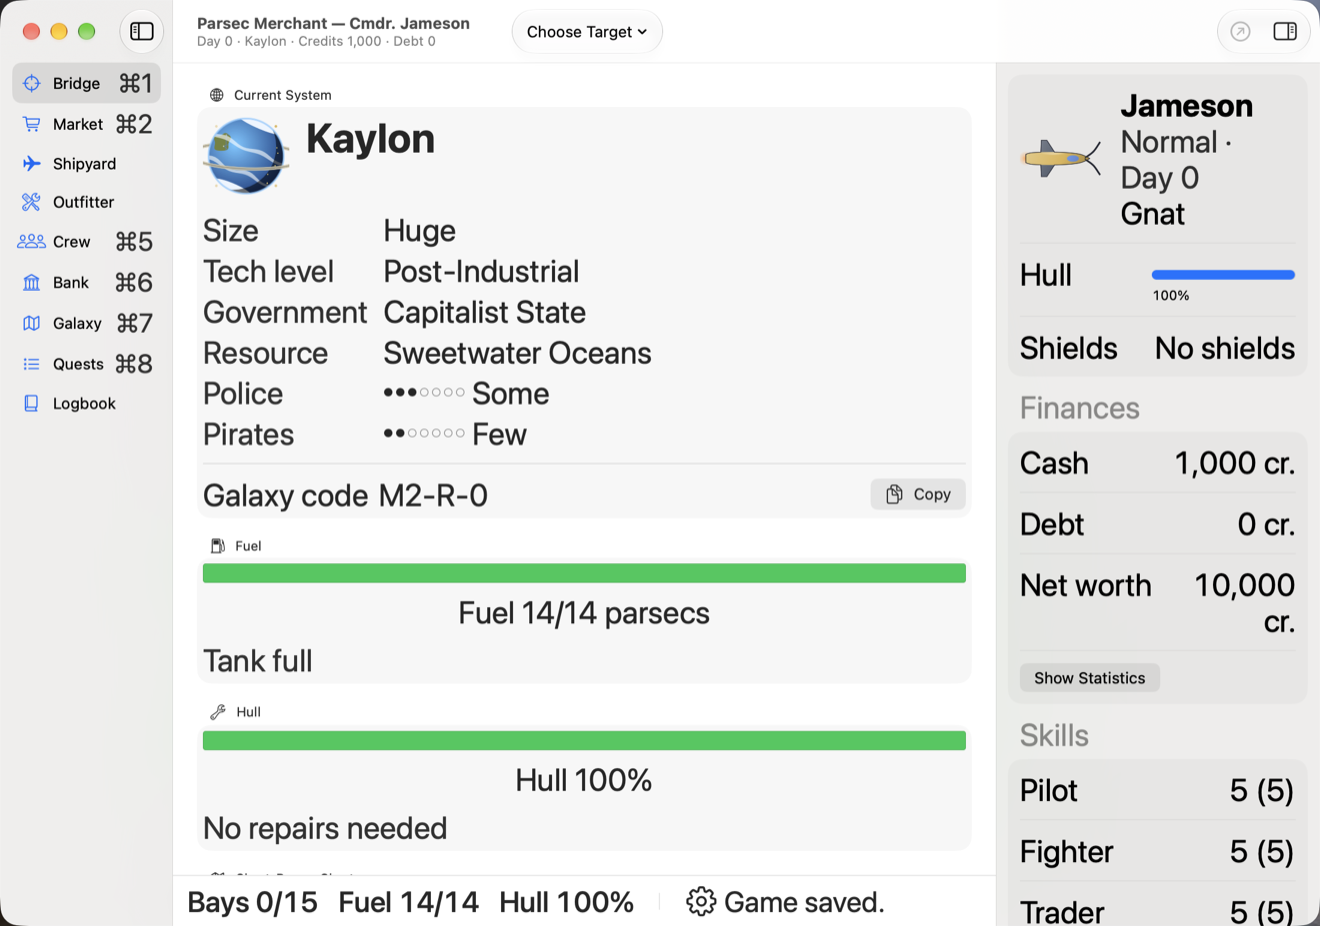 Parsec Merchant — Cmdr. Jameson
Day 0 · Kaylon · Credits 1,000 · Debt 0
Choose Target
Bridge ⌘1
Market ⌘2
Shipyard
Outfitter
Crew ⌘5
Bank ⌘6
Galaxy ⌘7
Quests ⌘8
Logbook
Current System
Kaylon
Size Huge
Tech level Post-Industrial
Government Capitalist State
Resource Sweetwater Oceans
Police ●●●○○○○ Some
Pirates ●●○○○○○ Few
Galaxy code M2-R-0
Copy
Fuel
Fuel 14/14 parsecs
Tank full
Hull
Hull 100%
No repairs needed
Bays 0/15 Fuel 14/14 Hull 100% Game saved.
Jameson
Normal ·
Day 0
Gnat
Hull
100%
Shields No shields
Finances
Cash 1,000 cr.
Debt 0 cr.
Net worth 10,000
cr.
Show Statistics
Skills
Pilot 5 (5)
Fighter 5 (5)
Trader 5 (5)